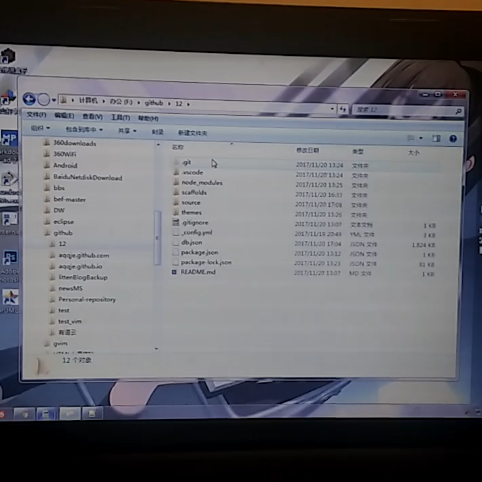 计算机 ▸ 办公 (F:) ▸ github ▸ 12 ▸
搜索 12
文件(F) 编辑(E) 查看(V) 工具(T) 帮助(H)
组织 包含到库中 共享 刻录 新建文件夹
名称 修改日期 类型 大小
360downloads
360WiFi
Android
BaiduNetdiskDownload
bbs
bef-master
DW
eclipse
github
12
aqqje.github.com
aqqje.github.io
littenBlogBackup
newsMS
Personal-repository
test
test_vim
有道云
gvim
.git 2017/11/20 13:24 文件夹
.vscode 2017/11/20 13:24 文件夹
node_modules 2017/11/20 13:25 文件夹
scaffolds 2017/11/20 16:33 文件夹
source 2017/11/20 17:08 文件夹
themes 2017/11/20 13:26 文件夹
.gitignore 2017/11/20 13:07 文本文档 1 KB
_config.yml 2017/11/13 20:49 YML 文件 3 KB
db.json 2017/11/20 17:04 JSON 文件 1,624 KB
package.json 2017/11/20 13:12 JSON 文件 1 KB
package-lock.json 2017/11/20 13:21 JSON 文件 81 KB
README.md 2017/11/20 13:07 MD 文件 1 KB
12 个对象